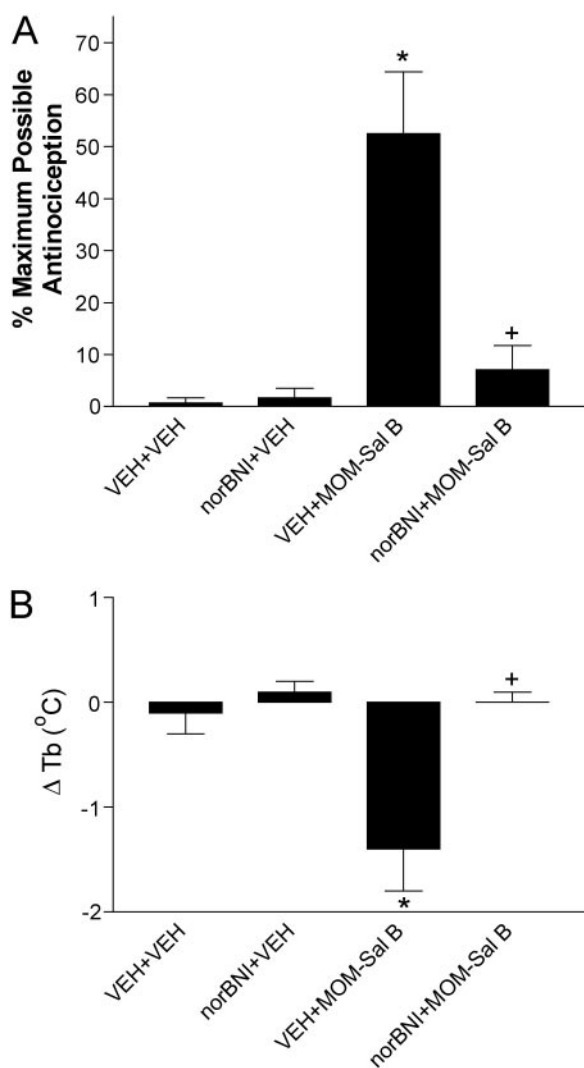 A
% Maximum Possible
Antinociception
70
60
50
40
30
20
10
0
*
+
VEH+VEH
norBNI+VEH
VEH+MOM-Sal B
norBNI+MOM-Sal B
B
Δ Tb (°C)
1
0
-1
-2
+
*
VEH+VEH
norBNI+VEH
VEH+MOM-Sal B
norBNI+MOM-Sal B